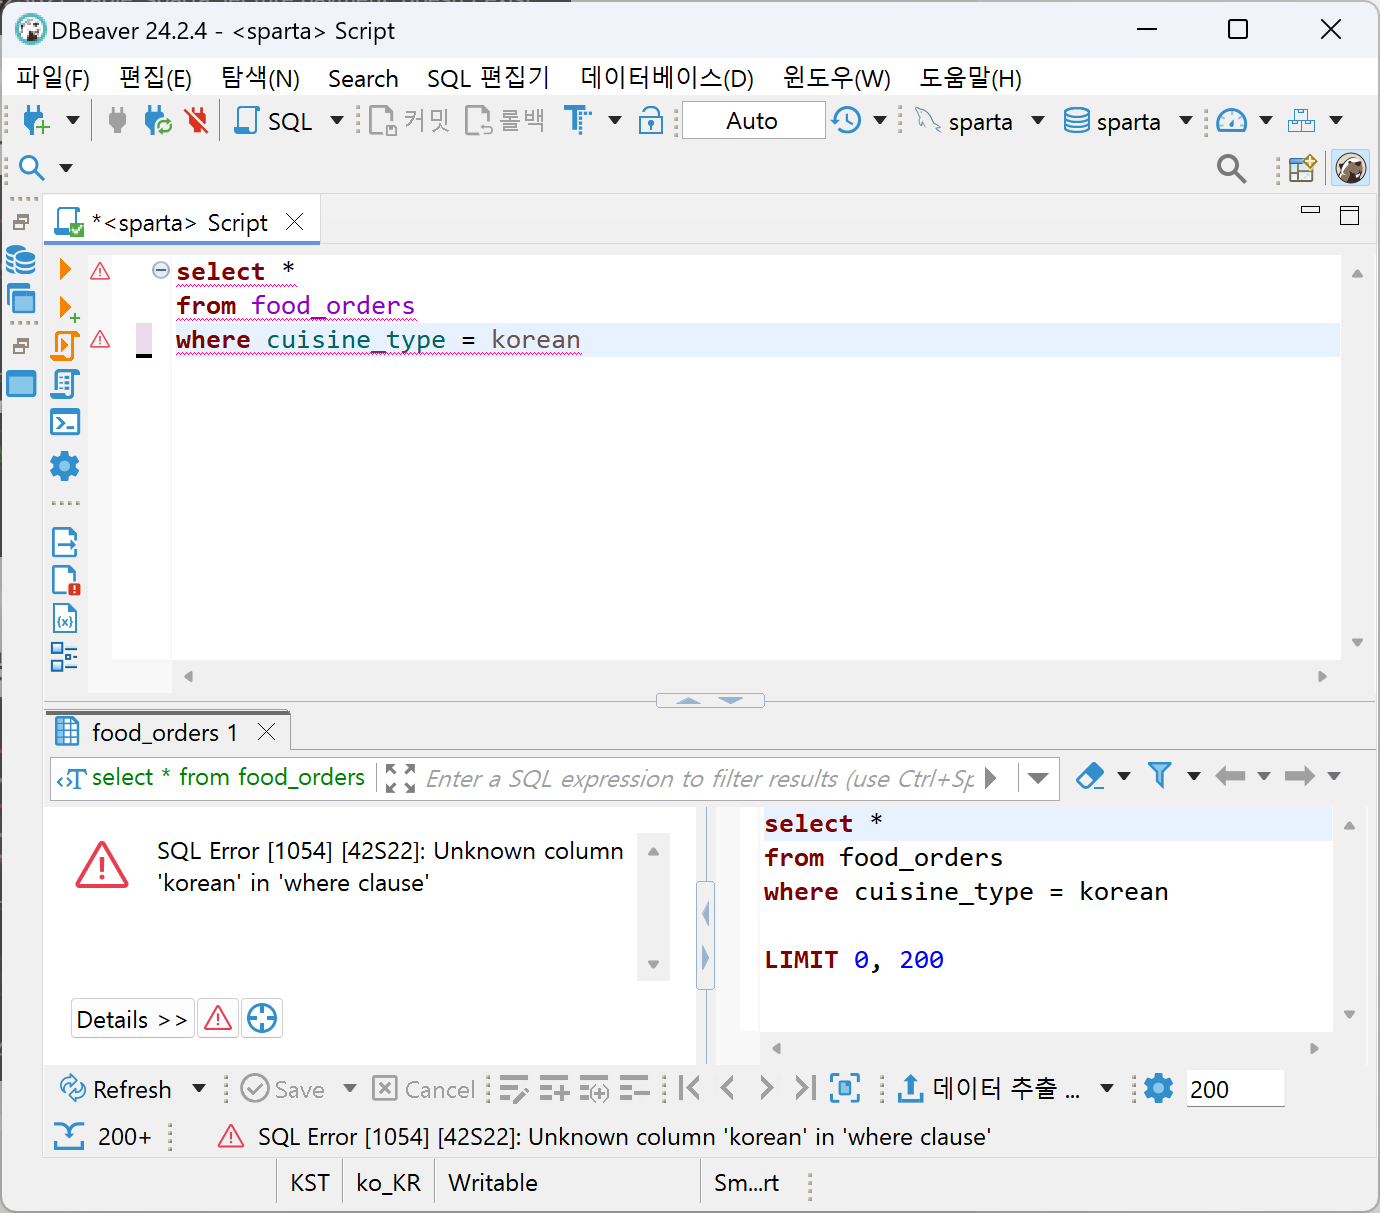 DBeaver 24.2.4 - <sparta> Script
파일(F) 편집(E) 탐색(N) Search SQL 편집기 데이터베이스(D) 윈도우(W) 도움말(H)
SQL 커밋 롤백 Auto sparta sparta
*<sparta> Script
select *
from food_orders
where cuisine_type = korean
food_orders 1
select * from food_orders Enter a SQL expression to filter results (use Ctrl+Sp
SQL Error [1054] [42S22]: Unknown column
'korean' in 'where clause'
Details >>
select *
from food_orders
where cuisine_type = korean
LIMIT 0, 200
Refresh Save Cancel 데이터 추출 ... 200
200+ SQL Error [1054] [42S22]: Unknown column 'korean' in 'where clause'
KST ko_KR Writable Sm...rt